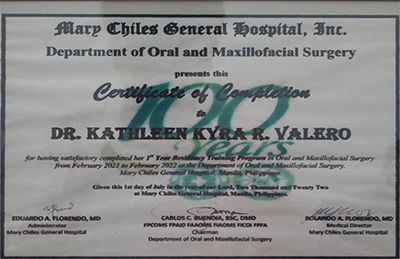 Mary Chiles General Hospital, Inc.
Department of Oral and Maxillofacial Surgery
presents this
Certificate of Completion
to
DR. KATHLEEN KYRA R. VALERO
for having satisfactory completed her 1st Year Residency Training Program in Oral and Maxillofacial Surgery
from February 2021 to February 2022 at the Department of Oral and Maxillofacial Surgery.
Mary Chiles General Hospital, Manila, Philippines.
Given this 1st day of July in the year of our Lord, Two Thousand and Twenty Two
at Mary Chiles General Hospital, Manila, Philippines.
EDUARDO A. FLORENDO, MD
Administrator
Mary Chiles General Hospital
CARLOS C. BUENDIA, BSC, DMD
FPCOMS FPAID FAAOMS FIAOMS FICOI FPFA
Chairman
Department of Oral and Maxillofacial Surgery
ROLANDO A. FLORENDO, MD
Medical Director
Mary Chiles General Hospital
100
Years